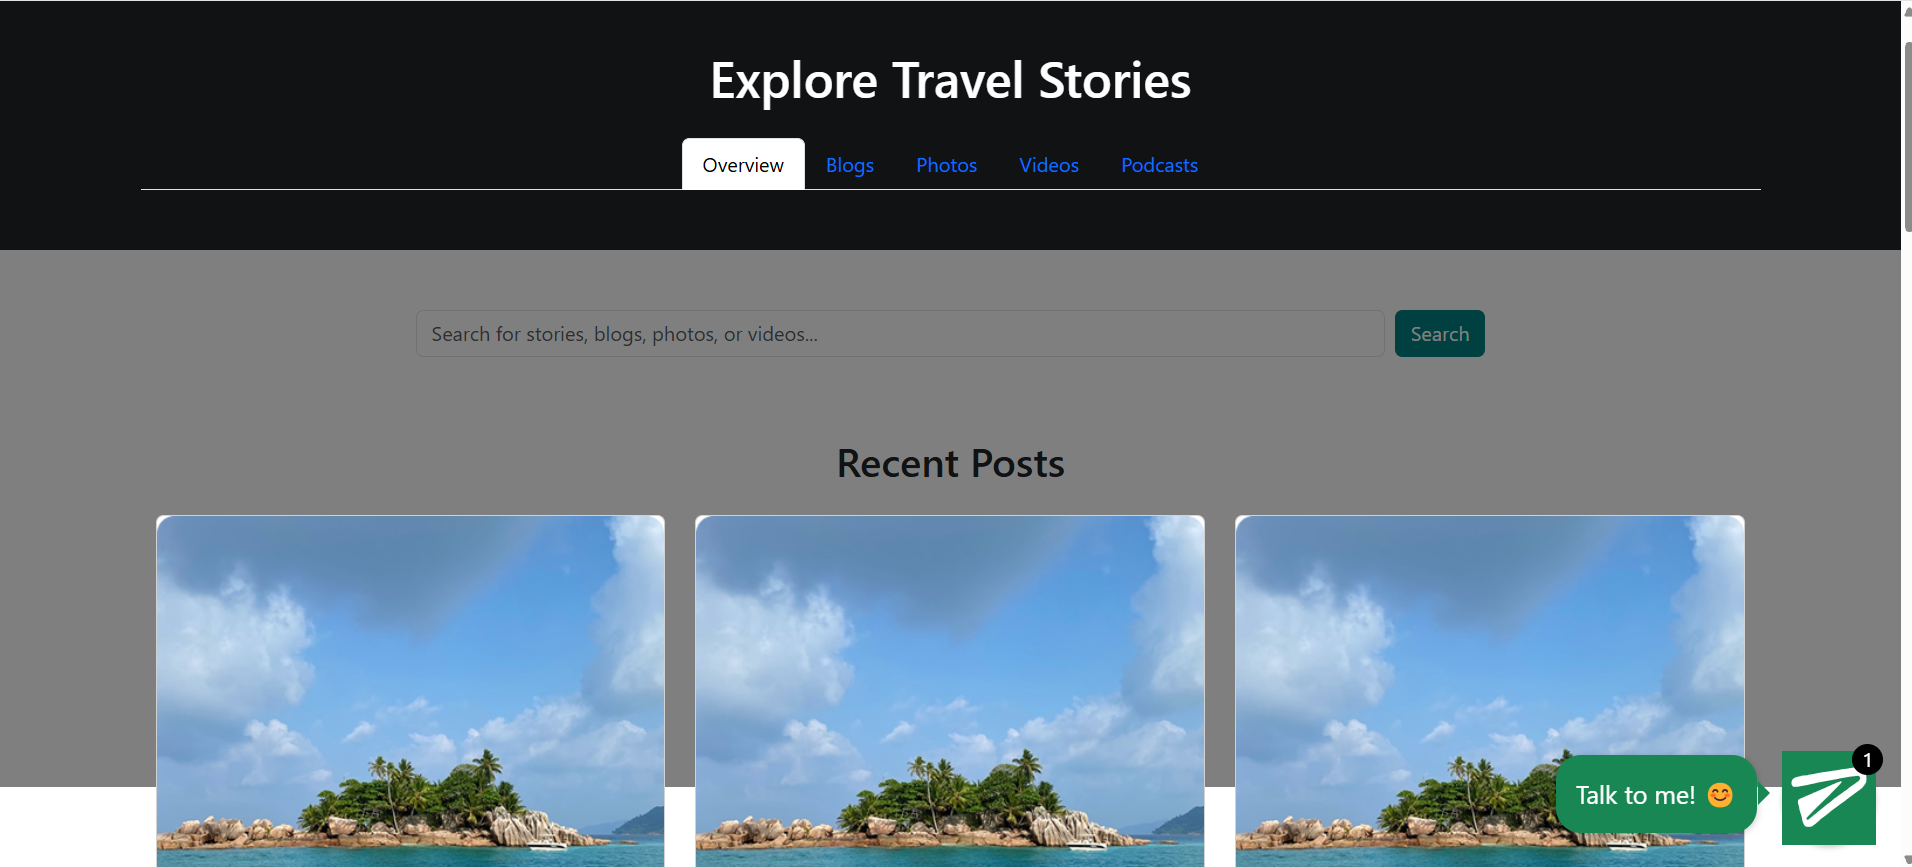 Explore Travel Stories
Overview
Blogs
Photos
Videos
Podcasts
Search for stories, blogs, photos, or videos...
Search
Recent Posts
1
Talk to me! 😊